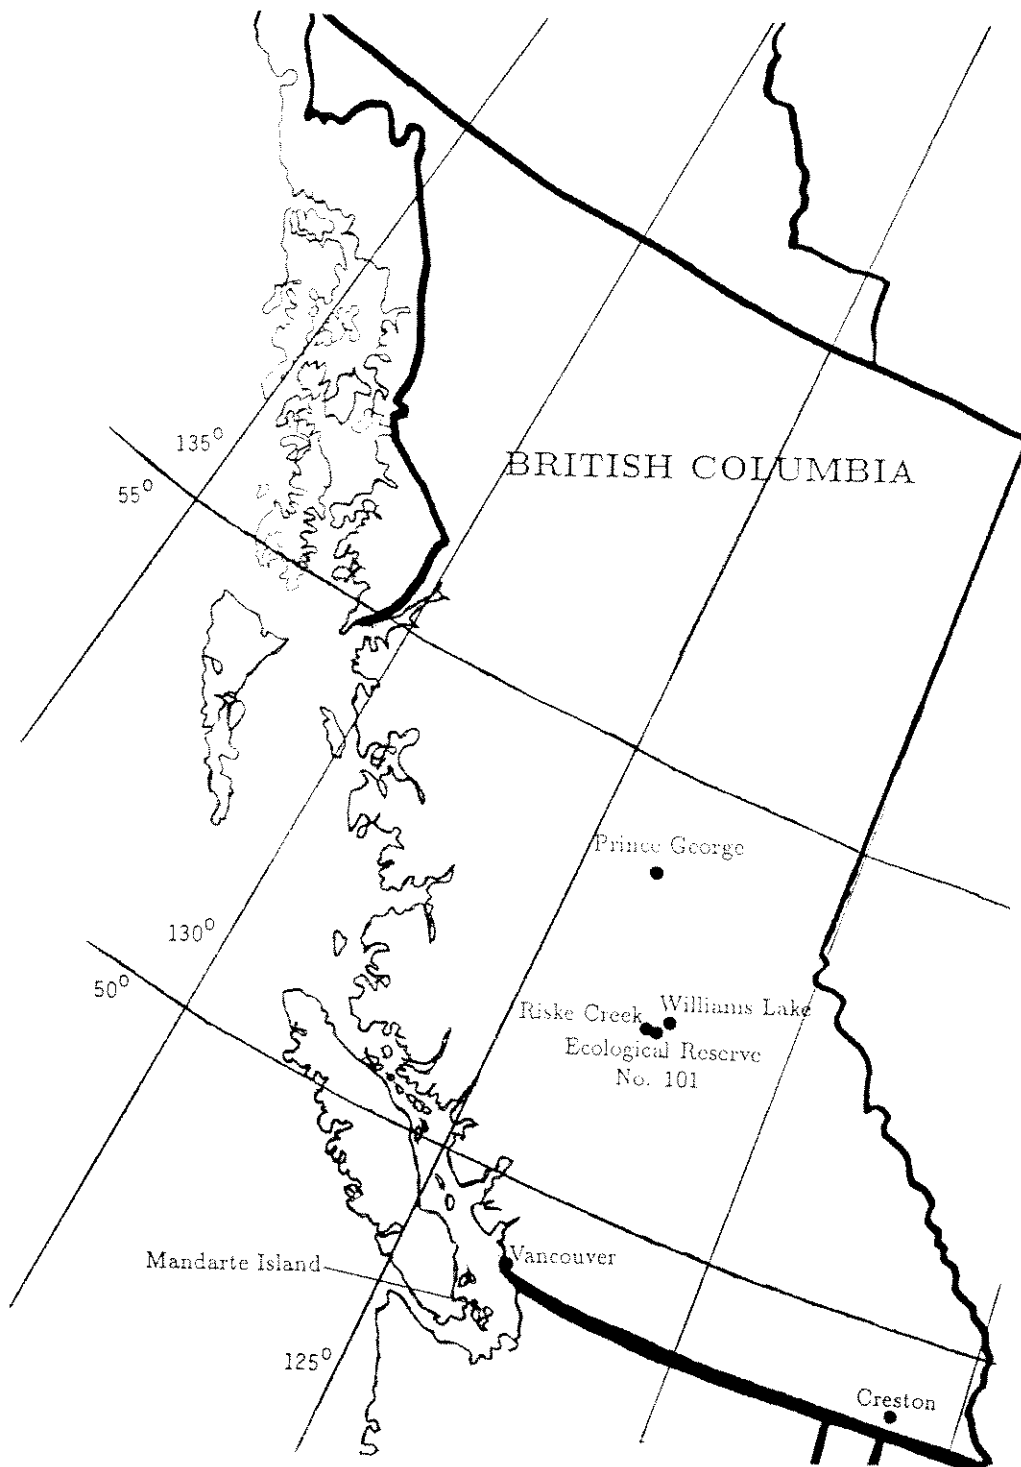 135°
55°
BRITISH COLUMBIA
Prince George
130°
50°
Riske Creek
Williams Lake
Ecological Reserve
No. 101
Mandarte Island
Vancouver
125°
Creston